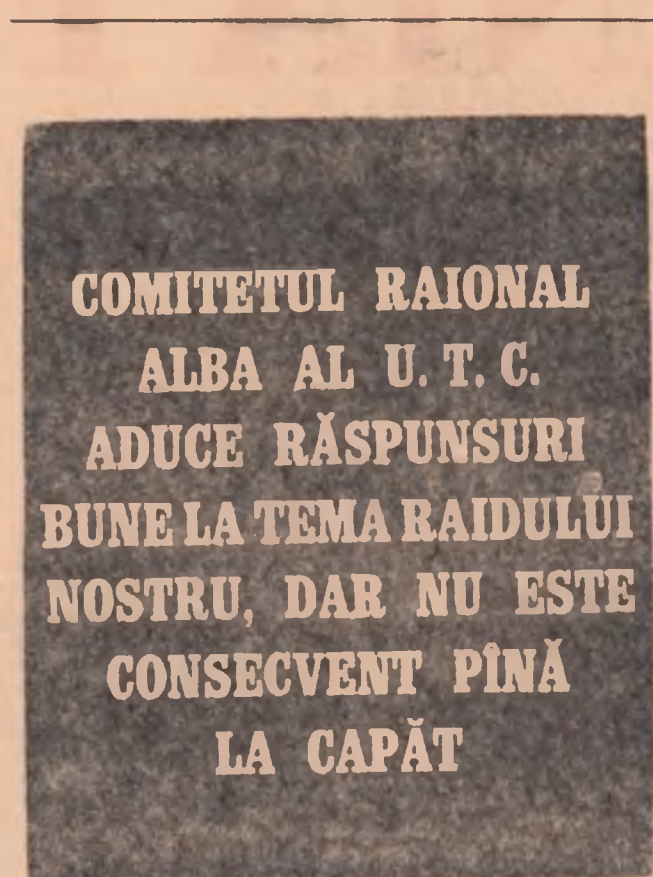 COMITETUL RAIONAL
ALBA AL U. T. C.
ADUCE RĂSPUNSURI
BUNE LA TEMA RAIDULUI
NOSTRU, DAR NU ESTE
CONSECVENT PÎNĂ
LA CAPĂT